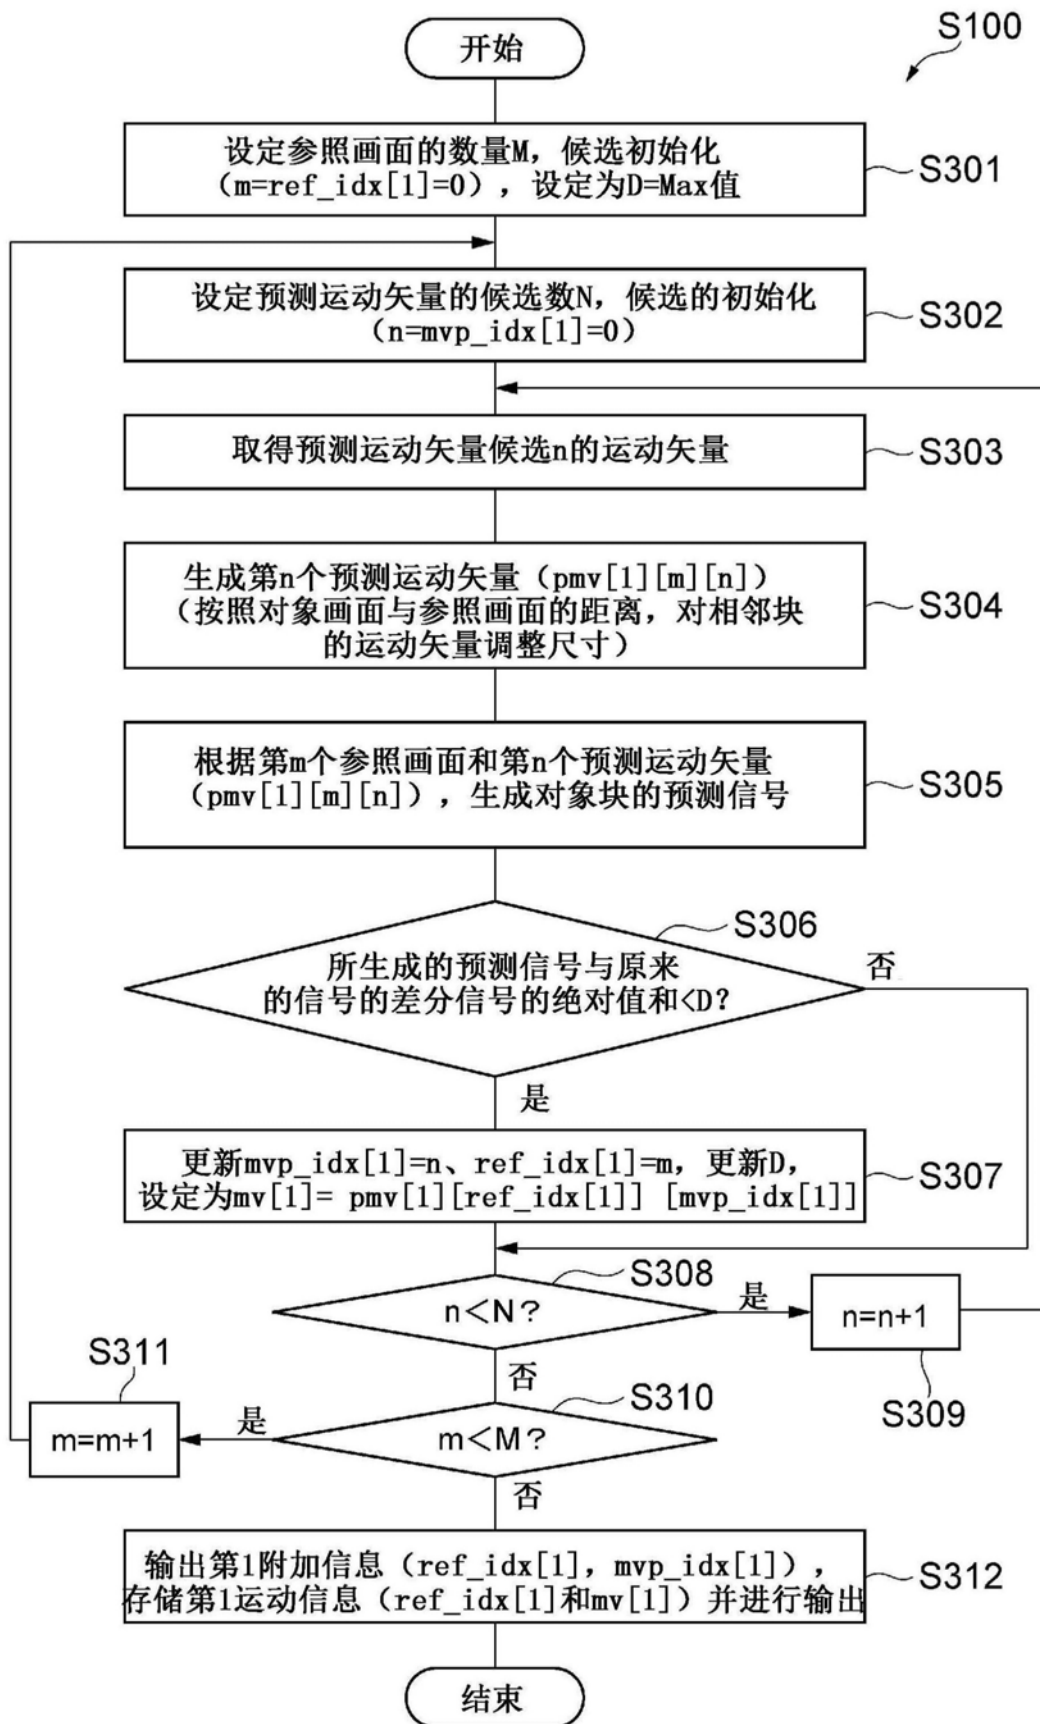 S100
开始
设定参照画面的数量M，候选初始化
（m=ref_idx[1]=0），设定为D=Max值
S301
设定预测运动矢量的候选数N，候选的初始化
（n=mvp_idx[1]=0）
S302
取得预测运动矢量候选n的运动矢量
S303
生成第n个预测运动矢量（pmv[1][m][n]）
（按照对象画面与参照画面的距离，对相邻块
的运动矢量调整尺寸）
S304
根据第m个参照画面和第n个预测运动矢量
（pmv[1][m][n]），生成对象块的预测信号
S305
S306
所生成的预测信号与原来
的信号的差分信号的绝对值和<D？
否
是
更新mvp_idx[1]=n、ref_idx[1]=m，更新D，
设定为mv[1]= pmv[1][ref_idx[1]] [mvp_idx[1]]
S307
S308
n<N？
是
n=n+1
S309
否
S310
S311
m=m+1
是
m<M？
否
输出第1附加信息（ref_idx[1]，mvp_idx[1]），
存储第1运动信息（ref_idx[1]和mv[1]）并进行输出
S312
结束